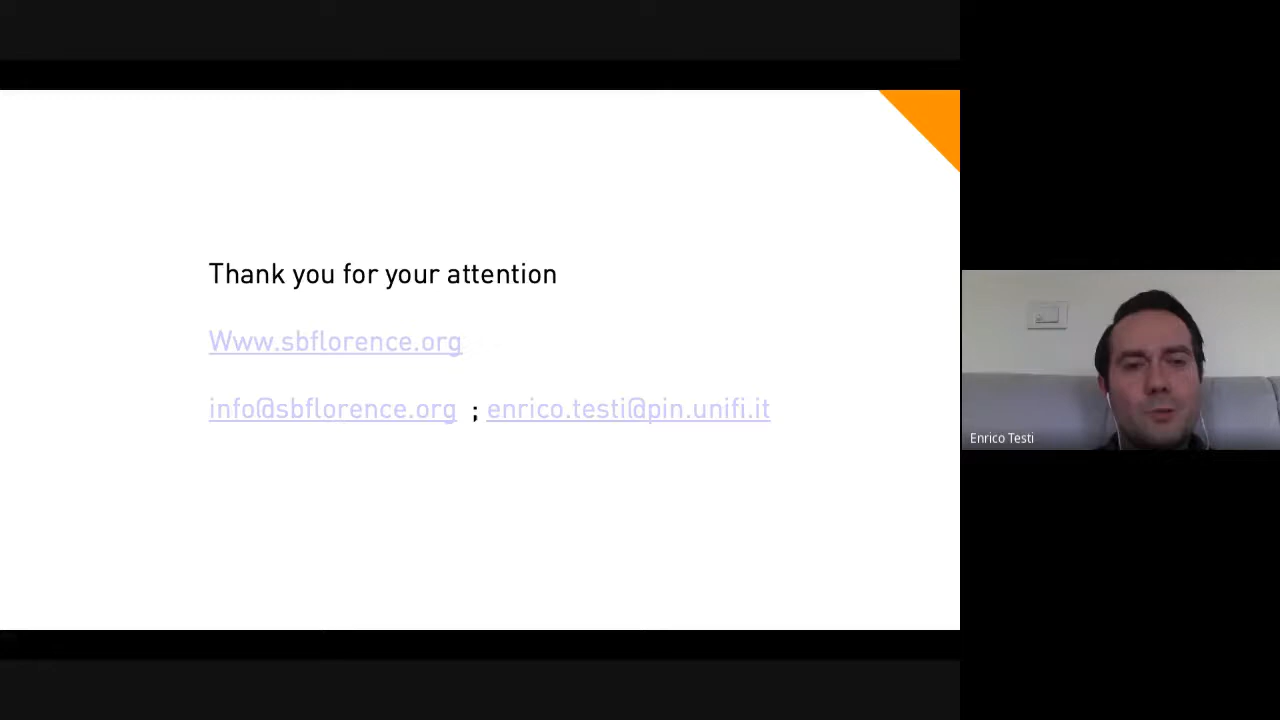 Thank you for your attention
Www.sbflorence.org
info@sbflorence.org ; enrico.testi@pin.unifi.it
Enrico Testi